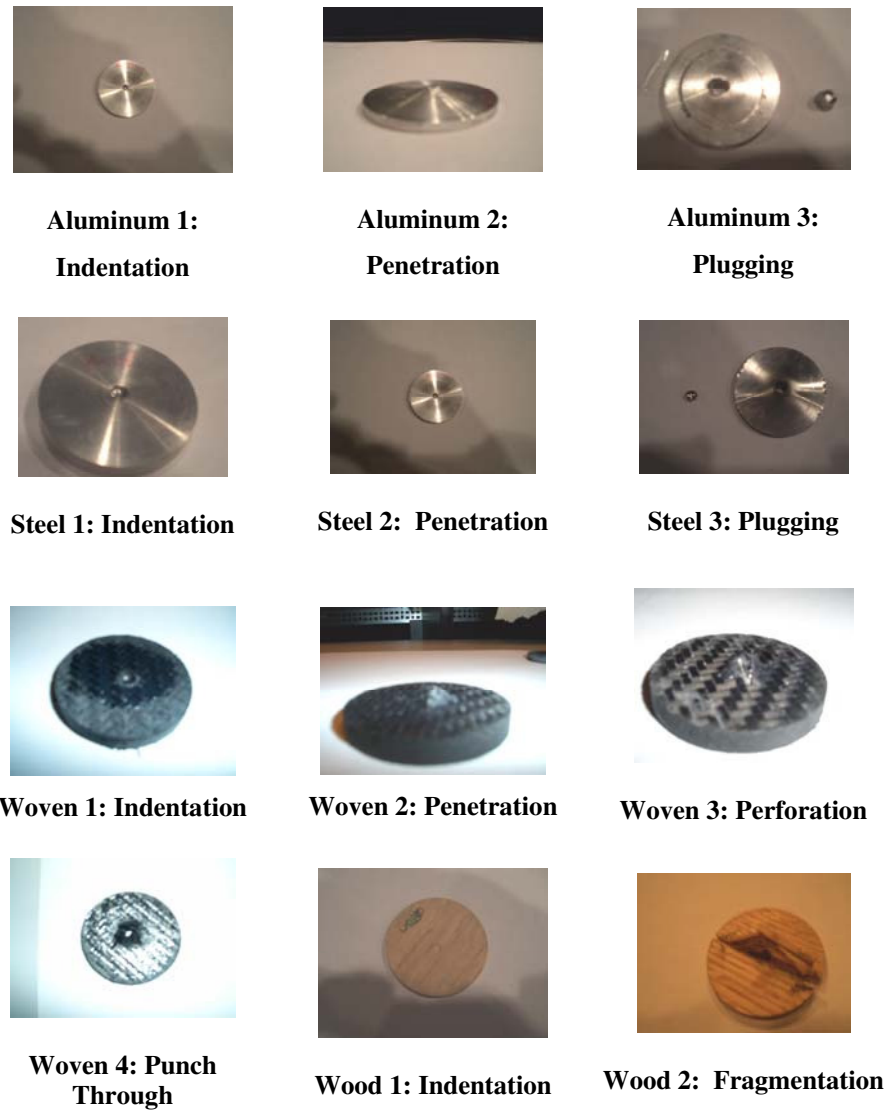 Aluminum 1:
Indentation
Aluminum 2:
Penetration
Aluminum 3:
Plugging
Steel 1: Indentation
Steel 2: Penetration
Steel 3: Plugging
Woven 1: Indentation
Woven 2: Penetration
Woven 3: Perforation
Woven 4: Punch
Through
Wood 1: Indentation
Wood 2: Fragmentation